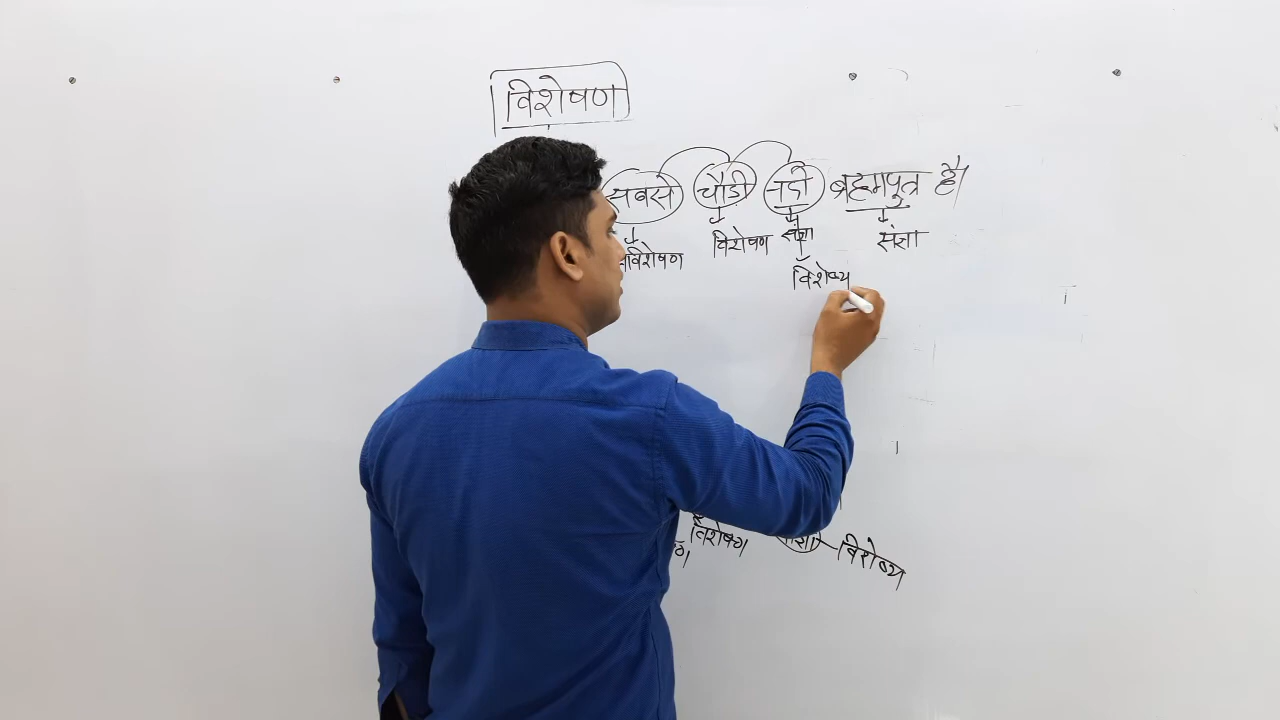 विशेषण
सबसे चौडी नदी ब्रह्मपुत्र है।
विशेषण विशेषण संज्ञा संज्ञा
विशेष्य
विशेषण विशेष्य